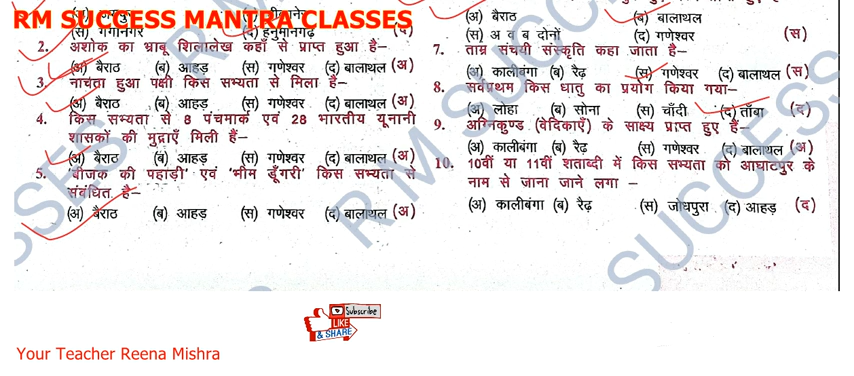 RM SUCCESS MANTRA CLASSES
(स) गंगानगर (द) हनुमानगढ़ (द)
2. अशोक का भ्राबू शिलालेख कहाँ से प्राप्त हुआ है–
(अ) बैराठ (ब) आहड़ (स) गणेश्वर (द) बालाथल (अ)
3. नाचता हुआ पक्षी किस सभ्यता से मिला है–
(अ) बैराठ (ब) आहड़ (स) गणेश्वर (द) बालाथल (अ)
4. किस सभ्यता से 8 पंचमार्क एवं 28 भारतीय यूनानी
शासकों की मुद्राएँ मिली हैं–
(अ) बैराठ (ब) आहड़ (स) गणेश्वर (द) बालाथल (अ)
5. 'बीजक की पहाड़ी' एवं 'भीम डूँगरी' किस सभ्यता से
संबंधित है–
(अ) बैराठ (ब) आहड़ (स) गणेश्वर (द) बालाथल (अ)
(अ) बैराठ (ब) बालाथल
(स) अ व ब दोनों (द) गणेश्वर (स)
7. ताम्र संचयी संस्कृति कहा जाता है–
(अ) कालीबंगा (ब) रैढ़ (स) गणेश्वर (द) बालाथल (स)
8. सर्वप्रथम किस धातु का प्रयोग किया गया–
(अ) लोहा (ब) सोना (स) चाँदी (द) ताँबा (द)
9. अग्निकुण्ड (वेदिकाएँ) के साक्ष्य प्राप्त हुए हैं–
(अ) कालीबंगा (ब) रैढ़ (स) गणेश्वर (द) बालाथल (अ)
10. 10वीं या 11वीं शताब्दी में किस सभ्यता को आघाटपुर के
नाम से जाना जाने लगा –
(अ) कालीबंगा (ब) रैढ़ (स) जोधपुरा (द) आहड़ (द)
R M SUCCESS
SUCCESS
Subscribe
LIKE
& SHARE
Your Teacher Reena Mishra